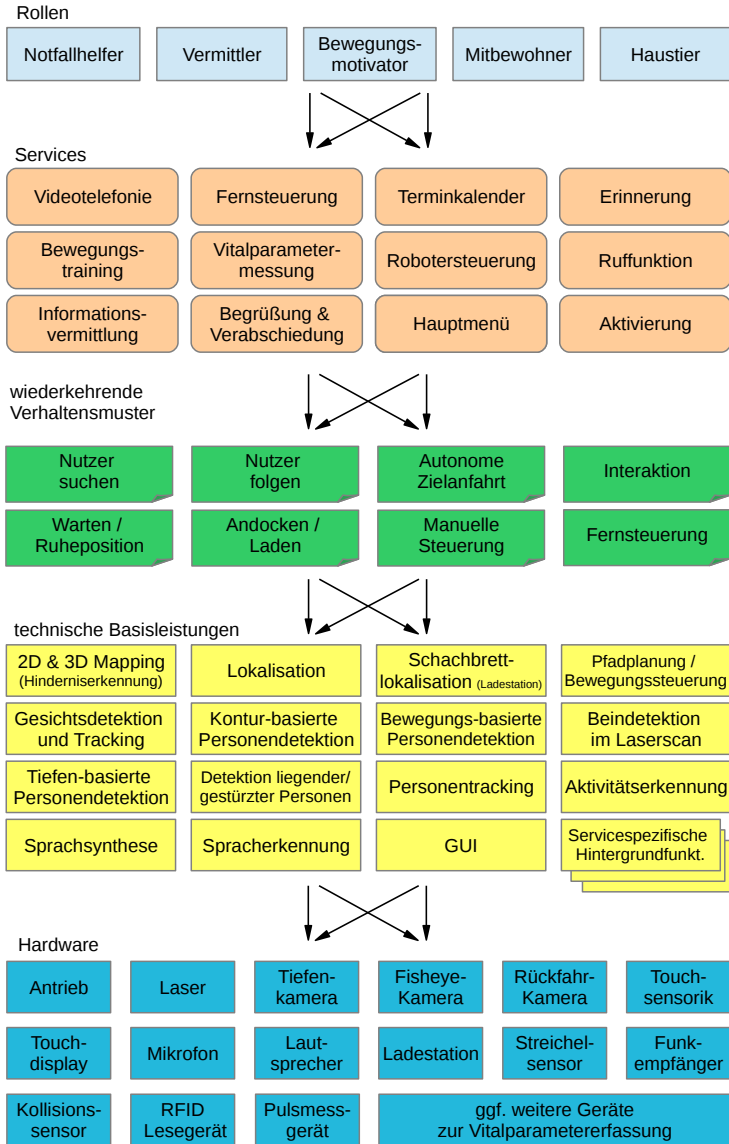 Rollen
Notfallhelfer
Vermittler
Bewegungs-
motivator
Mitbewohner
Haustier
Services
Videotelefonie
Fernsteuerung
Terminkalender
Erinnerung
Bewegungs-
training
Vitalparameter-
messung
Robotersteuerung
Ruffunktion
Informations-
vermittlung
Begrüßung &
Verabschiedung
Hauptmenü
Aktivierung
wiederkehrende
Verhaltensmuster
Nutzer
suchen
Nutzer
folgen
Autonome
Zielanfahrt
Interaktion
Warten /
Ruheposition
Andocken /
Laden
Manuelle
Steuerung
Fernsteuerung
technische Basisleistungen
2D & 3D Mapping
(Hinderniserkennung)
Lokalisation
Schachbrett-
lokalisation (Ladestation)
Pfadplanung /
Bewegungssteuerung
Gesichtsdetektion
und Tracking
Kontur-basierte
Personendetektion
Bewegungs-basierte
Personendetektion
Beindetektion
im Laserscan
Tiefen-basierte
Personendetektion
Detektion liegender/
gestürzter Personen
Personentracking
Aktivitätserkennung
Sprachsynthese
Spracherkennung
GUI
Servicespezifische
Hintergrundfunkt.
Hardware
Antrieb
Laser
Tiefen-
kamera
Fisheye-
Kamera
Rückfahr-
Kamera
Touch-
sensorik
Touch-
display
Mikrofon
Laut-
sprecher
Ladestation
Streichel-
sensor
Funk-
empfänger
Kollisions-
sensor
RFID
Lesegerät
Pulsmess-
gerät
ggf. weitere Geräte
zur Vitalparametererfassung